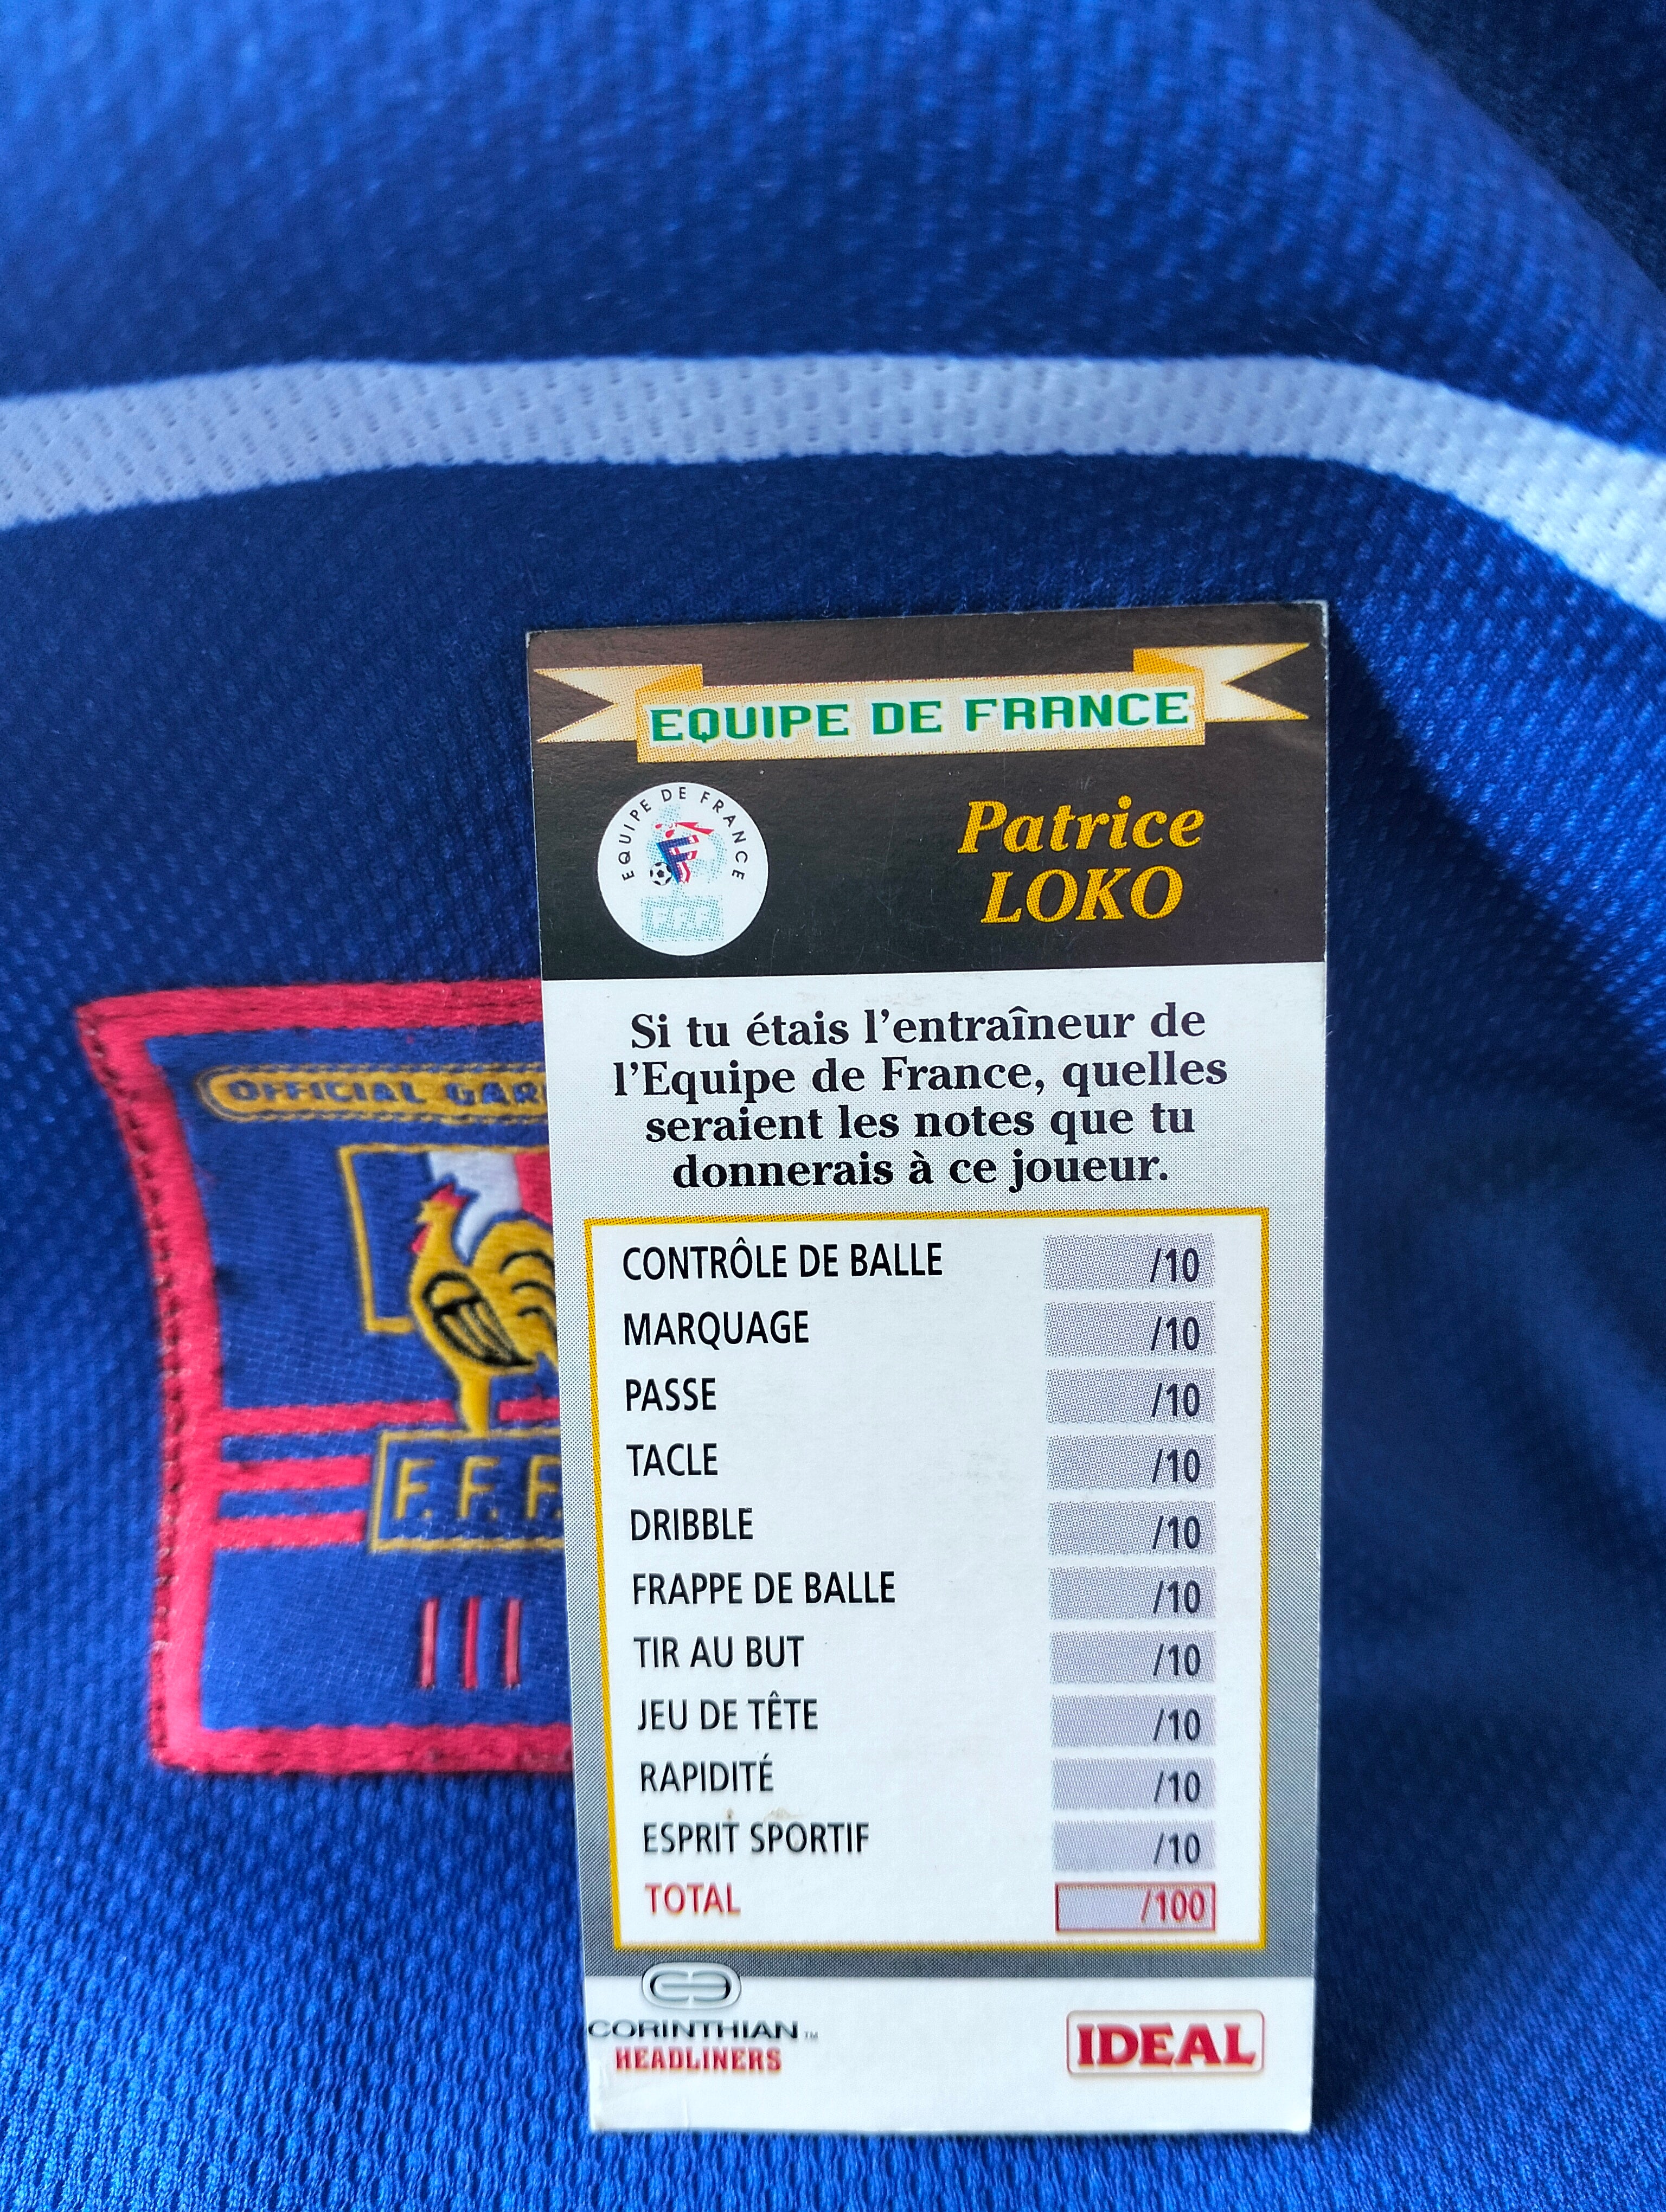 EQUIPE DE FRANCE
EQUIPE DE FRANCE
F.F.F.
Patrice
LOKO
Si tu étais l'entraîneur de
l'Equipe de France, quelles
seraient les notes que tu
donnerais à ce joueur.
CONTRÔLE DE BALLE /10
MARQUAGE /10
PASSE /10
TACLE /10
DRIBBLE /10
FRAPPE DE BALLE /10
TIR AU BUT /10
JEU DE TÊTE /10
RAPIDITÉ /10
ESPRIT SPORTIF /10
TOTAL /100
CORINTHIAN™
HEADLINERS
IDEAL
OFFICIAL
F.F.F